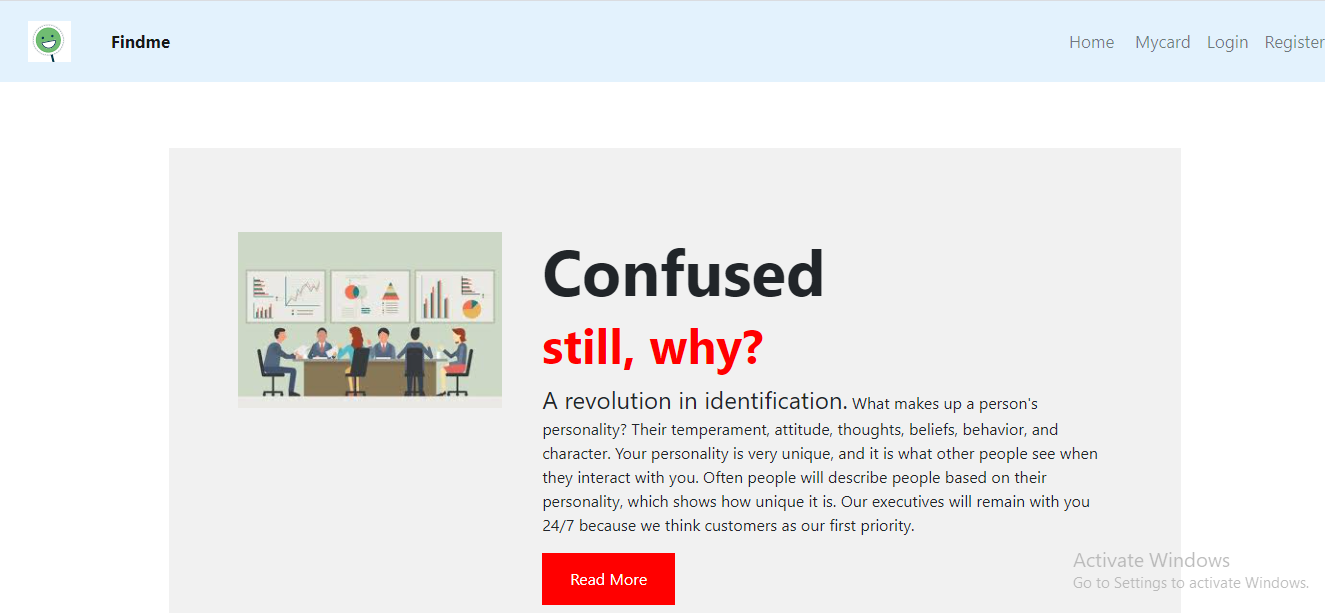 Findme
Home Mycard Login Register
Confused
still, why?
A revolution in identification. What makes up a person's
personality? Their temperament, attitude, thoughts, beliefs, behavior, and
character. Your personality is very unique, and it is what other people see when
they interact with you. Often people will describe people based on their
personality, which shows how unique it is. Our executives will remain with you
24/7 because we think customers as our first priority.
Read More
Activate Windows
Go to Settings to activate Windows.